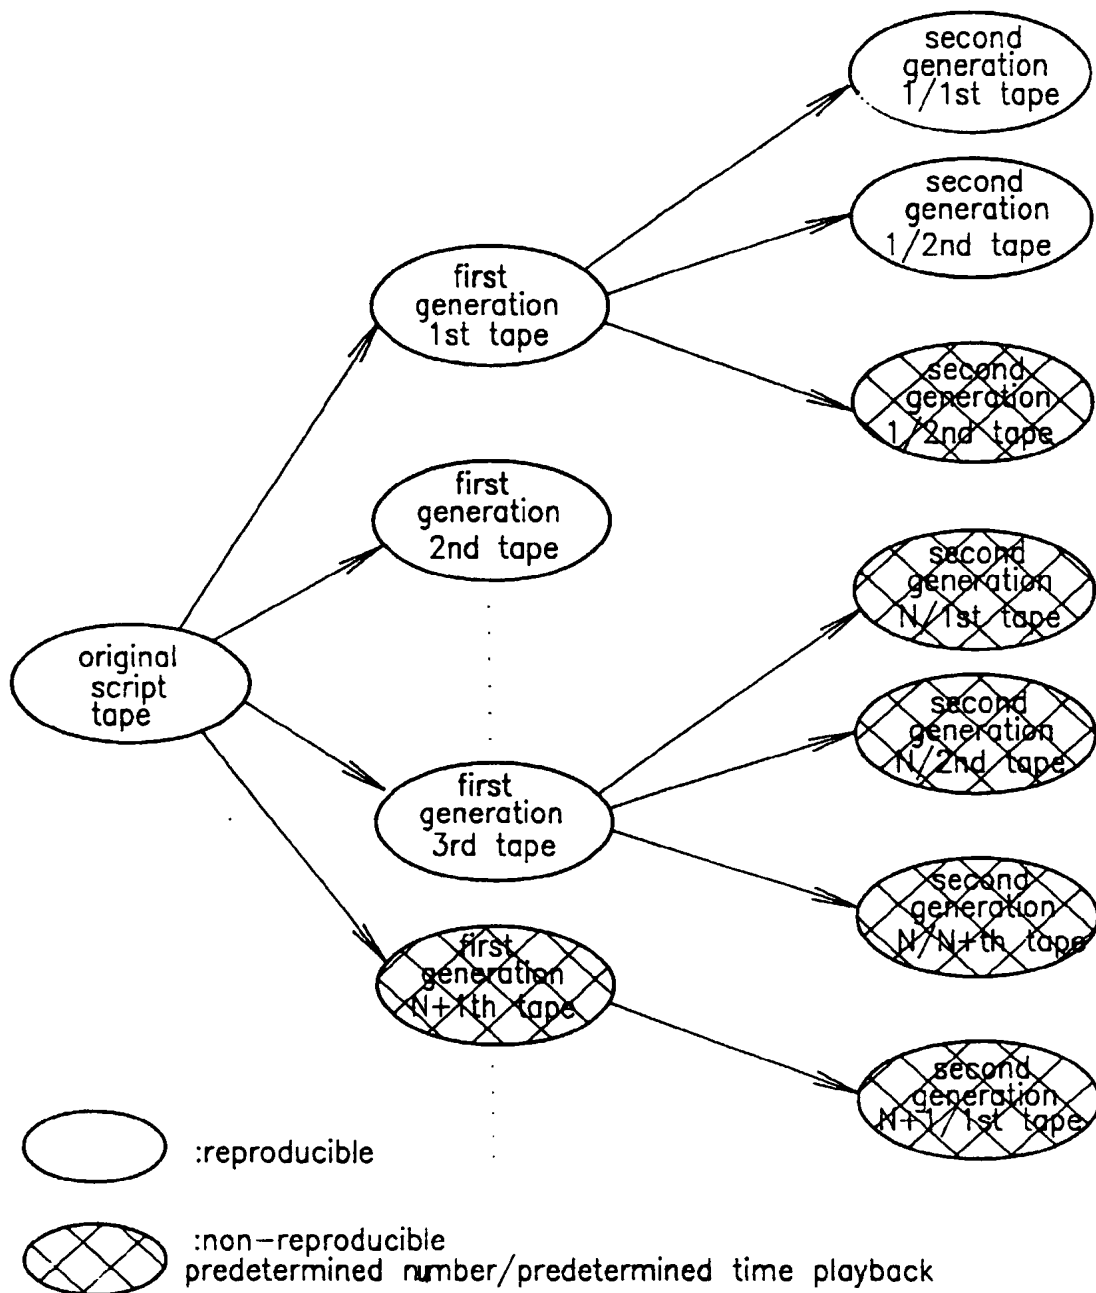 second
generation
1/1st tape
second
generation
1/2nd tape
first
generation
1st tape
second
generation
1/2nd tape
first
generation
2nd tape
second
generation
N/1st tape
original
script
tape
second
generation
N/2nd tape
first
generation
3rd tape
second
generation
N/N+th tape
first
generation
N+1th tape
second
generation
N+1/1st tape
:reproducible
:non-reproducible
predetermined number/predetermined time playback